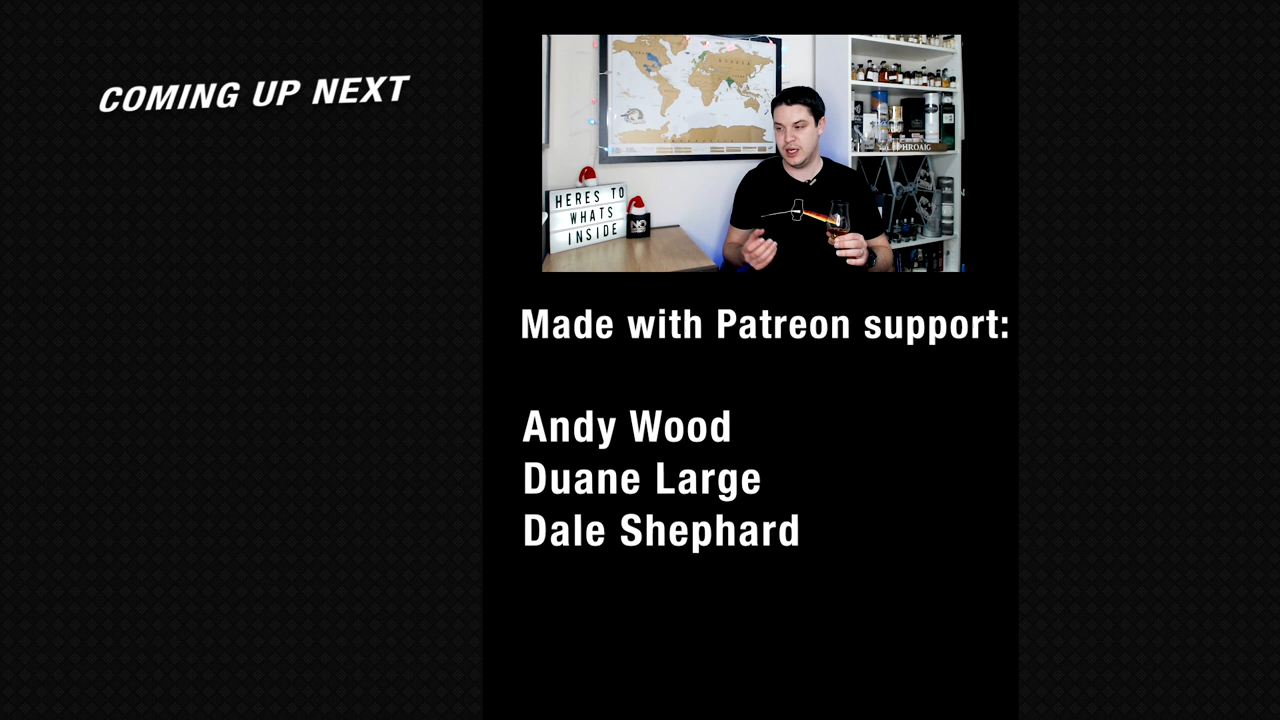 COMING UP NEXT
HERES TO
WHATS
INSIDE
Made with Patreon support:
Andy Wood
Duane Large
Dale Shephard